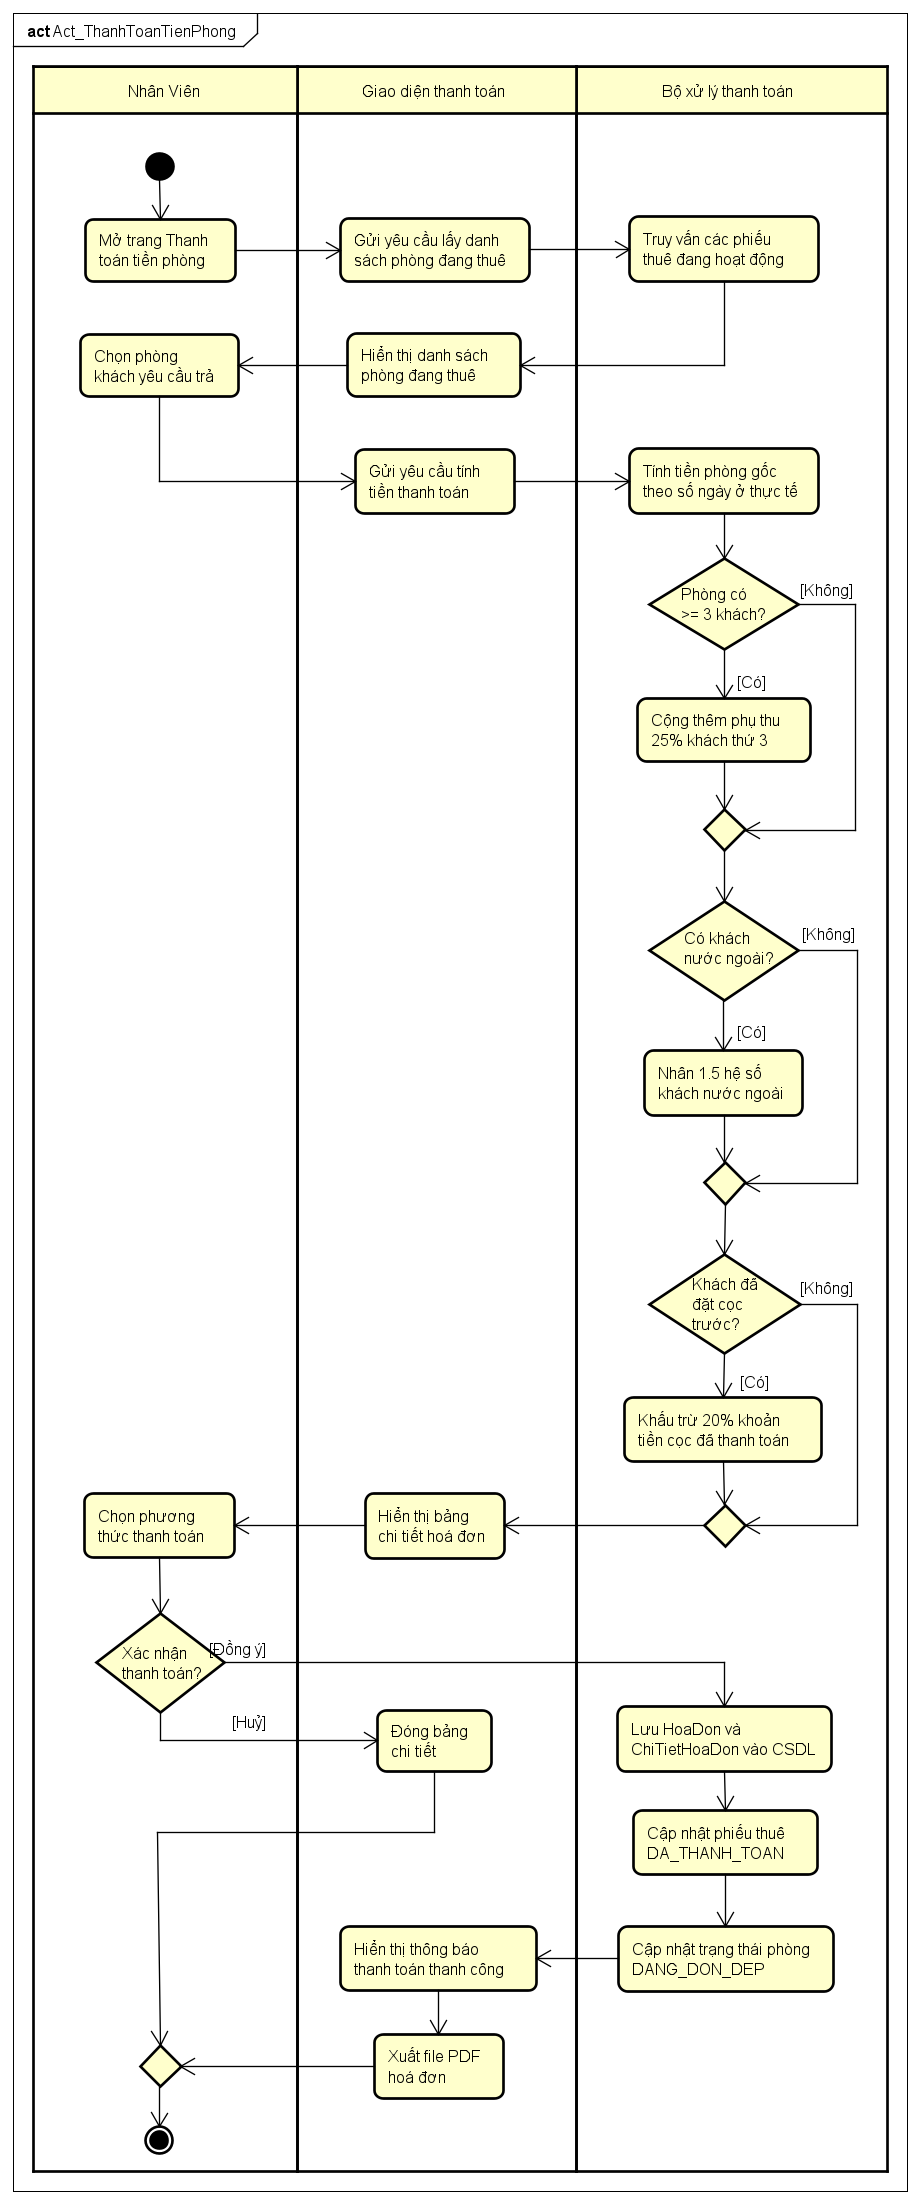 act Act_ThanhToanTienPhong
Nhân Viên
Giao diện thanh toán
Bộ xử lý thanh toán
Mở trang Thanh
toán tiền phòng
Gửi yêu cầu lấy danh
sách phòng đang thuê
Truy vấn các phiếu
thuê đang hoạt động
Chọn phòng
khách yêu cầu trả
Hiển thị danh sách
phòng đang thuê
Gửi yêu cầu tính
tiền thanh toán
Tính tiền phòng gốc
theo số ngày ở thực tế
Phòng có
>= 3 khách?
[Không]
[Có]
Cộng thêm phụ thu
25% khách thứ 3
Có khách
nước ngoài?
[Không]
[Có]
Nhân 1.5 hệ số
khách nước ngoài
Khách đã
đặt cọc
trước?
[Không]
[Có]
Khấu trừ 20% khoản
tiền cọc đã thanh toán
Chọn phương
thức thanh toán
Hiển thị bảng
chi tiết hoá đơn
Xác nhận
thanh toán?
[Đồng ý]
[Huỷ]
Đóng bảng
chi tiết
Lưu HoaDon và
ChiTietHoaDon vào CSDL
Cập nhật phiếu thuê
DA_THANH_TOAN
Hiển thị thông báo
thanh toán thành công
Cập nhật trạng thái phòng
DANG_DON_DEP
Xuất file PDF
hoá đơn